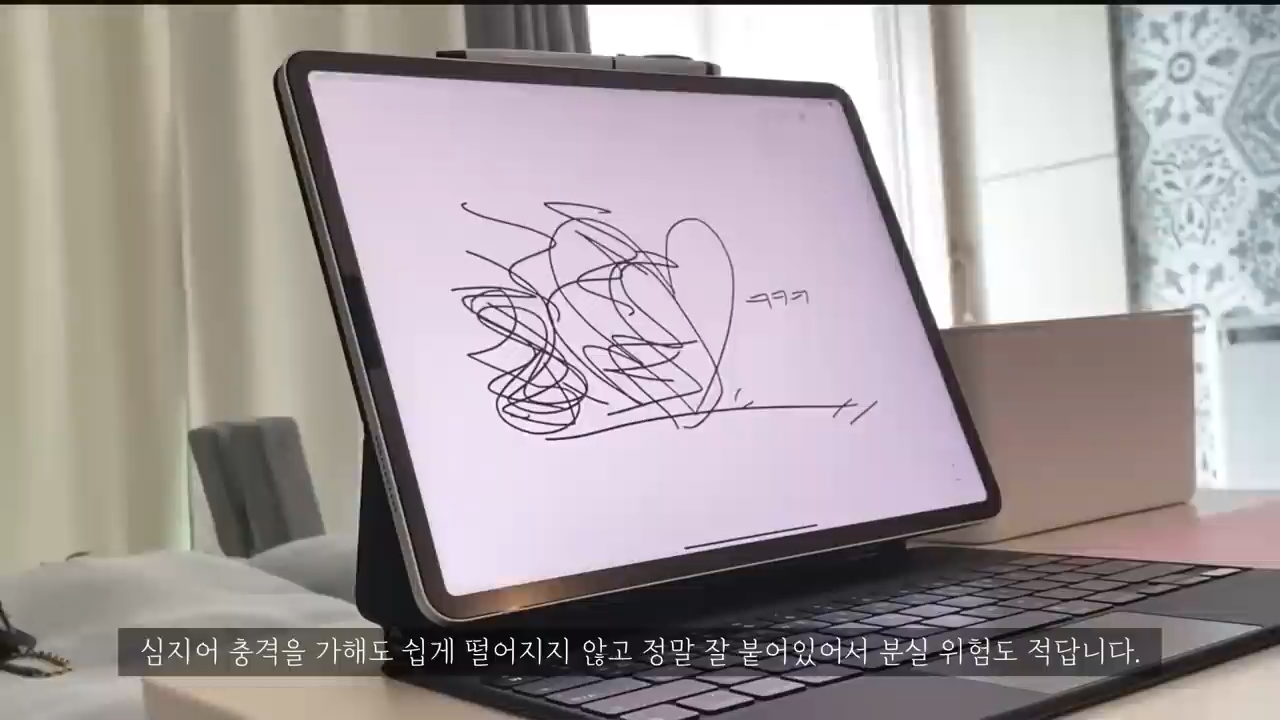 ㅋㅋㅋ
심지어 충격을 가해도 쉽게 떨어지지 않고 정말 잘 붙어있어서 분실 위험도 적답니다.